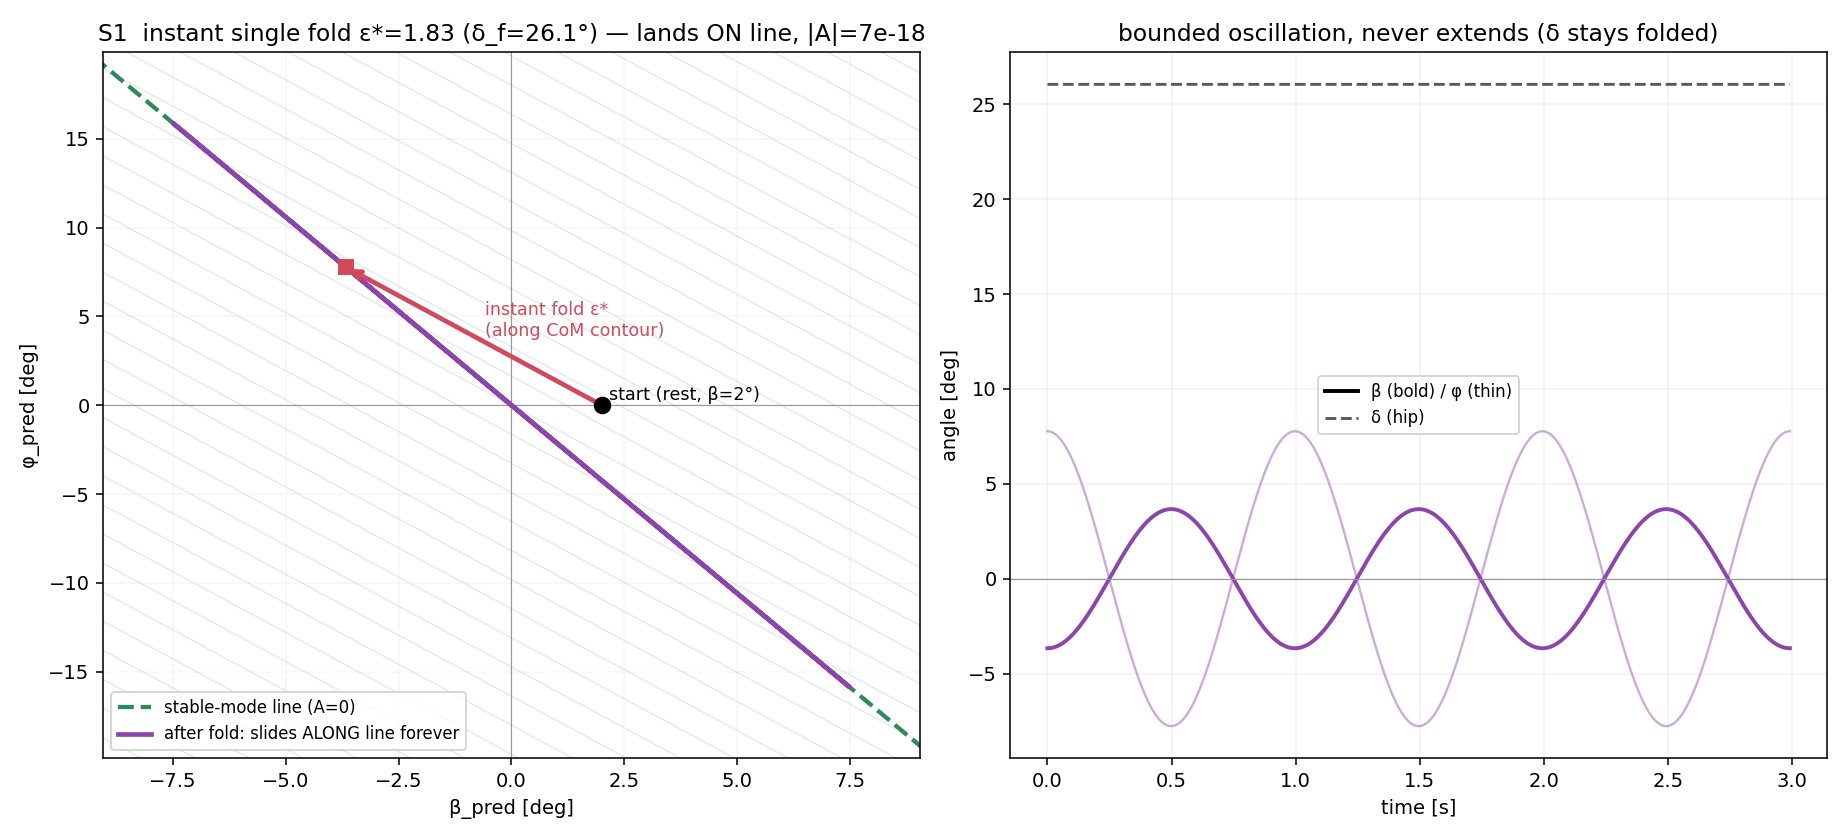 S1  instant single fold ε*=1.83 (δ_f=26.1°) — lands ON line, |A|=7e-18
φ_pred [deg]
15
10
5
0
−5
−10
−15
instant fold ε*
(along CoM contour)
start (rest, β=2°)
stable-mode line (A=0)
after fold: slides ALONG line forever
−7.5
−5.0
−2.5
0.0
2.5
5.0
7.5
β_pred [deg]
bounded oscillation, never extends (δ stays folded)
angle [deg]
25
20
15
10
5
0
−5
β (bold) / φ (thin)
δ (hip)
0.0
0.5
1.0
1.5
2.0
2.5
3.0
time [s]